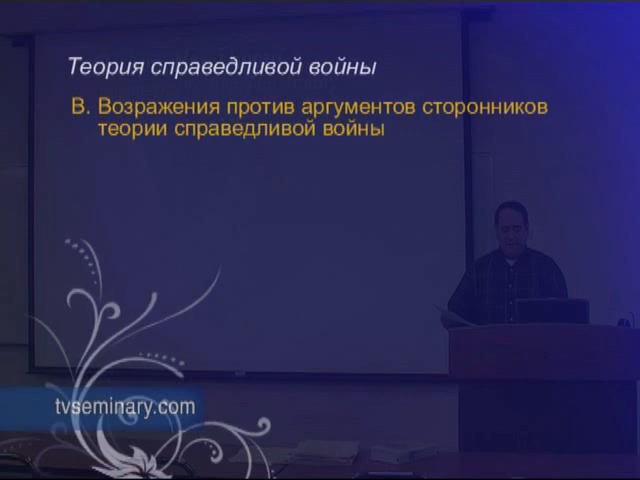 Теория справедливой войны
В. Возражения против аргументов сторонников
теории справедливой войны
tvseminary.com